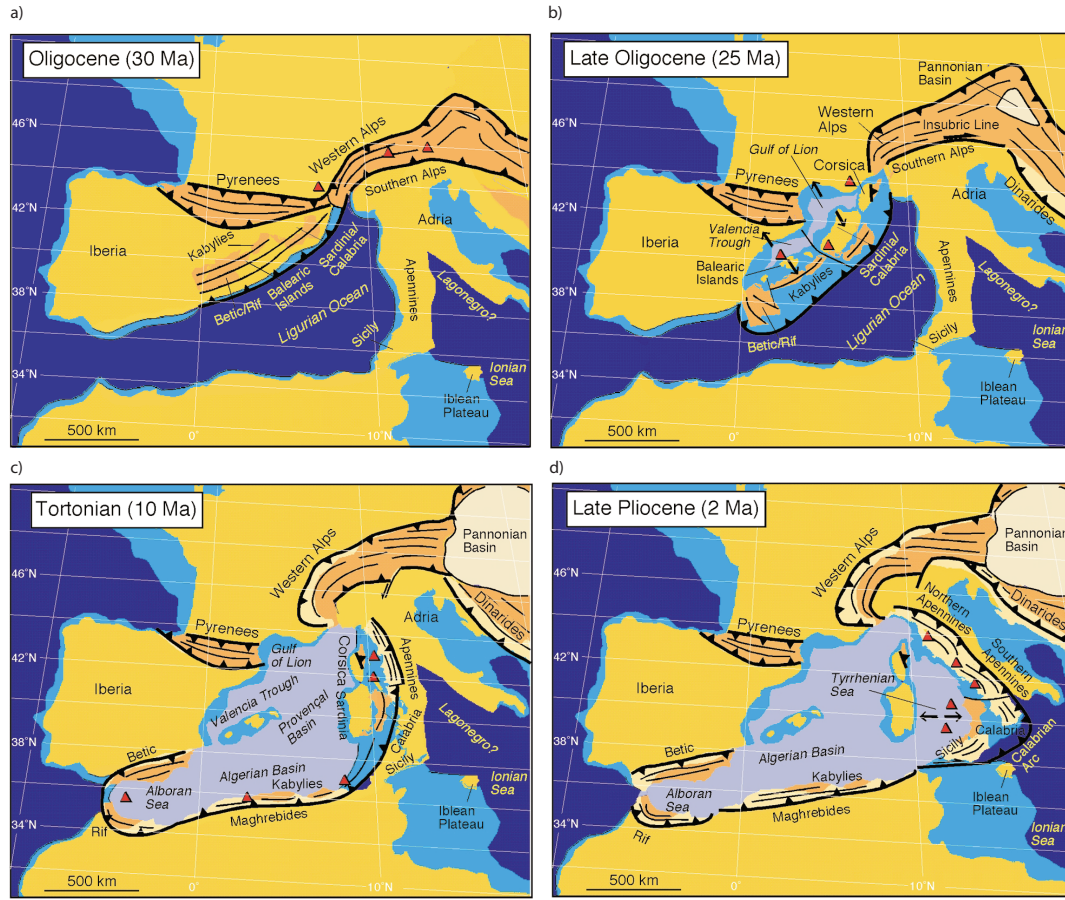 a)
Oligocene (30 Ma)
46°N
42°N
38°N
34°N
Western Alps
Pyrenees
Southern Alps
Adria
Iberia
Kabylies
Sardinia/
Calabria
Balearic
Islands
Betic/Rif
Ligurian Ocean
Apennines
Lagonegro?
Sicily
Ionian
Sea
Iblean
Plateau
500 km
0°
10°N
b)
Late Oligocene (25 Ma)
Pannonian
Basin
46°N
42°N
38°N
34°N
Western
Alps
Insubric Line
Gulf of Lion
Corsica
Southern Alps
Pyrenees
Adria
Dinarides
Valencia
Trough
Iberia
Balearic
Islands
Kabylies
Sardinia/
Calabria
Betic/Rif
Ligurian Ocean
Apennines
Lagonegro?
Sicily
Ionian
Sea
Iblean
Plateau
500 km
0°
10°N
c)
Tortonian (10 Ma)
Pannonian
Basin
46°N
42°N
38°N
34°N
Western Alps
Dinarides
Adria
Pyrenees
Gulf
of Lion
Corsica
Sardinia
Apennines
Iberia
Valencia Trough
Provençal
Basin
Calabria
Lagonegro?
Sicily
Betic
Algerian Basin
Kabylies
Alboran
Sea
Maghrebides
Rif
Ionian
Sea
Iblean
Plateau
500 km
0°
10°N
d)
Late Pliocene (2 Ma)
Pannonian
Basin
46°N
42°N
38°N
34°N
Western Alps
Northern
Apennines
Dinarides
Pyrenees
Southern
Apennines
Tyrrhenian
Sea
Iberia
Calabria
Calabrian
Arc
Sicily
Betic
Algerian Basin
Kabylies
Alboran
Sea
Maghrebides
Rif
Iblean
Plateau
Ionian
Sea
500 km
0°
10°N